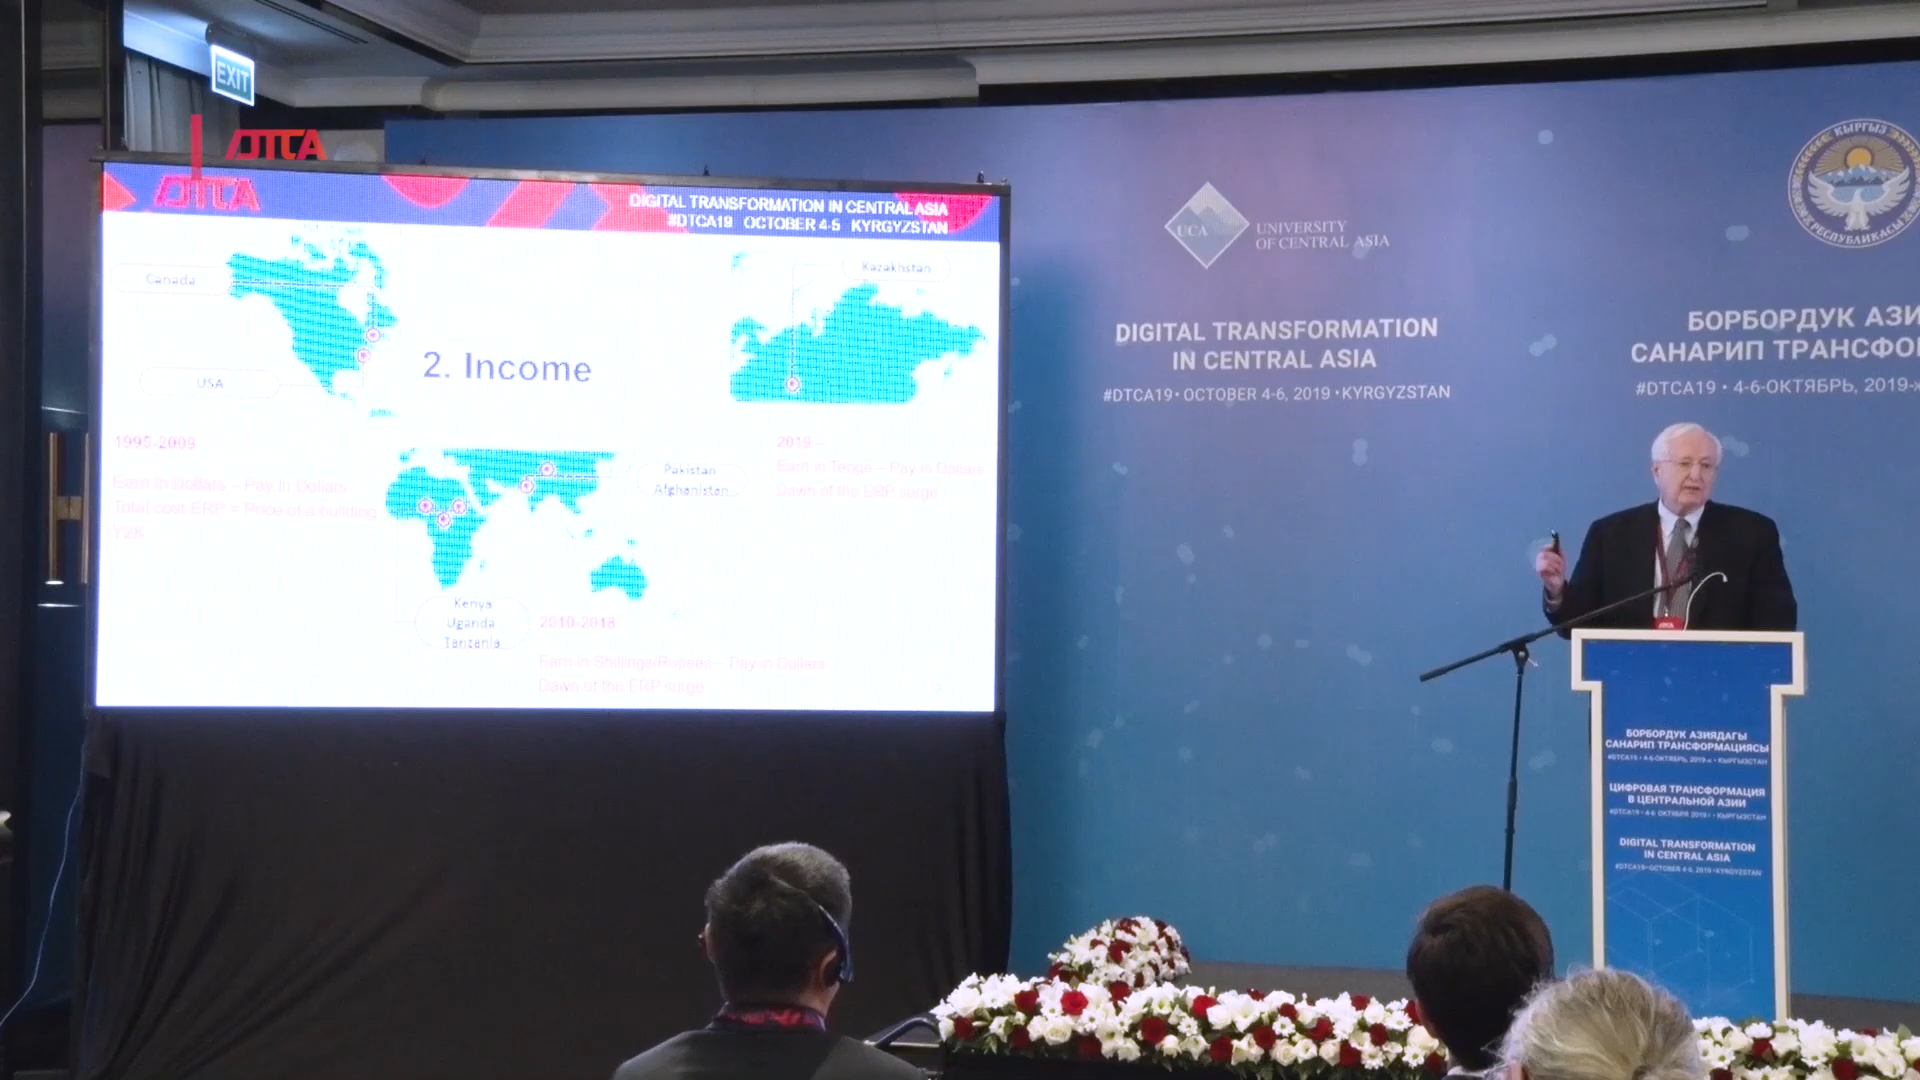 EXIT
DTCA
DTCA
DIGITAL TRANSFORMATION IN CENTRAL ASIA
#DTCA19 OCTOBER 4-5 KYRGYZSTAN
Canada
USA
2. Income
Kazakhstan
1995-2009
Earn in Dollars – Pay in Dollars
Total cost ERP = Price of a building
Y2K
Pakistan
Afghanistan
2019 –
Earn in Tenge – Pay in Dollars
Dawn of the ERP surge
Kenya
Uganda
Tanzania
2010-2018
Earn in Shillings/Rupees – Pay in Dollars
Dawn of the ERP surge
UCA
UNIVERSITY
OF CENTRAL ASIA
DIGITAL TRANSFORMATION
IN CENTRAL ASIA
#DTCA19 • OCTOBER 4-6, 2019 • KYRGYZSTAN
КЫРГЫЗ
РЕСПУБЛИКАСЫ
БОРБОРДУК АЗИ
САНАРИП ТРАНСФО
#DTCA19 • 4-6-ОКТЯБРЬ, 2019-ж
БОРБОРДУК АЗИЯДАГЫ
САНАРИП ТРАНСФОРМАЦИЯСЫ
#DTCA19 • 4-6-ОКТЯБРЬ, 2019-ж • КЫРГЫЗСТАН
ЦИФРОВАЯ ТРАНСФОРМАЦИЯ
В ЦЕНТРАЛЬНОЙ АЗИИ
#DTCA19 • 4-6 ОКТЯБРЯ 2019 г • КЫРГЫЗСТАН
DIGITAL TRANSFORMATION
IN CENTRAL ASIA
#DTCA19 • OCTOBER 4-6, 2019 • KYRGYZSTAN